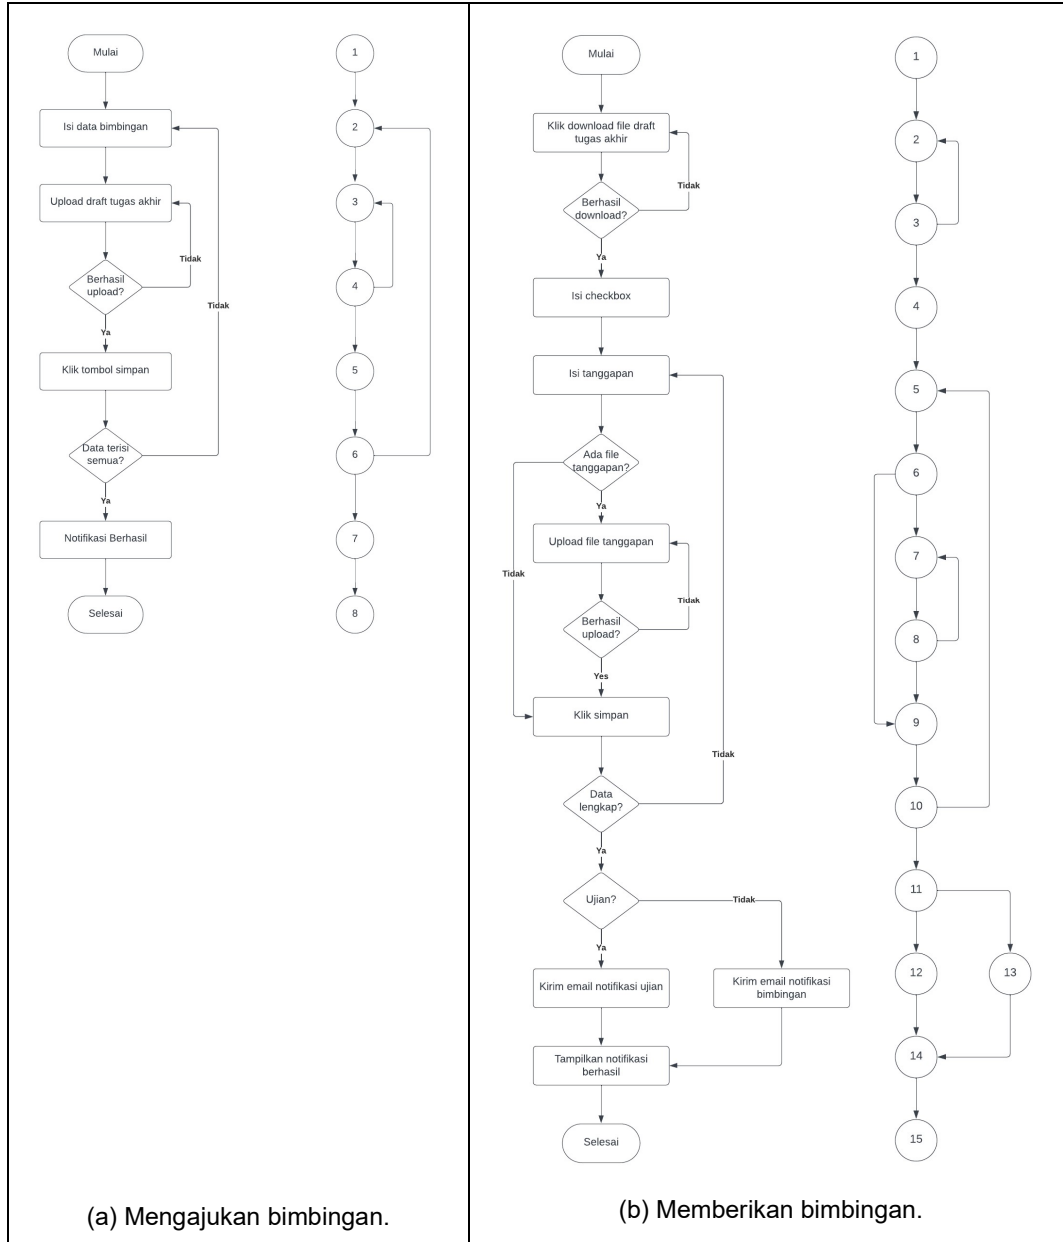 Mulai
Isi data bimbingan
Upload draft tugas akhir
Tidak
Berhasil
upload?
Tidak
Ya
Klik tombol simpan
Data terisi
semua?
Ya
Notifikasi Berhasil
Selesai
1
2
3
4
5
6
7
8
(a) Mengajukan bimbingan.
Mulai
Klik download file draft
tugas akhir
Tidak
Berhasil
download?
Ya
Isi checkbox
Isi tanggapan
Ada file
tanggapan?
Ya
Upload file tanggapan
Tidak
Tidak
Berhasil
upload?
Yes
Klik simpan
Tidak
Data
lengkap?
Ya
Ujian?
Tidak
Ya
Kirim email notifikasi ujian
Kirim email notifikasi
bimbingan
Tampilkan notifikasi
berhasil
Selesai
1
2
3
4
5
6
7
8
9
10
11
12
13
14
15
(b) Memberikan bimbingan.